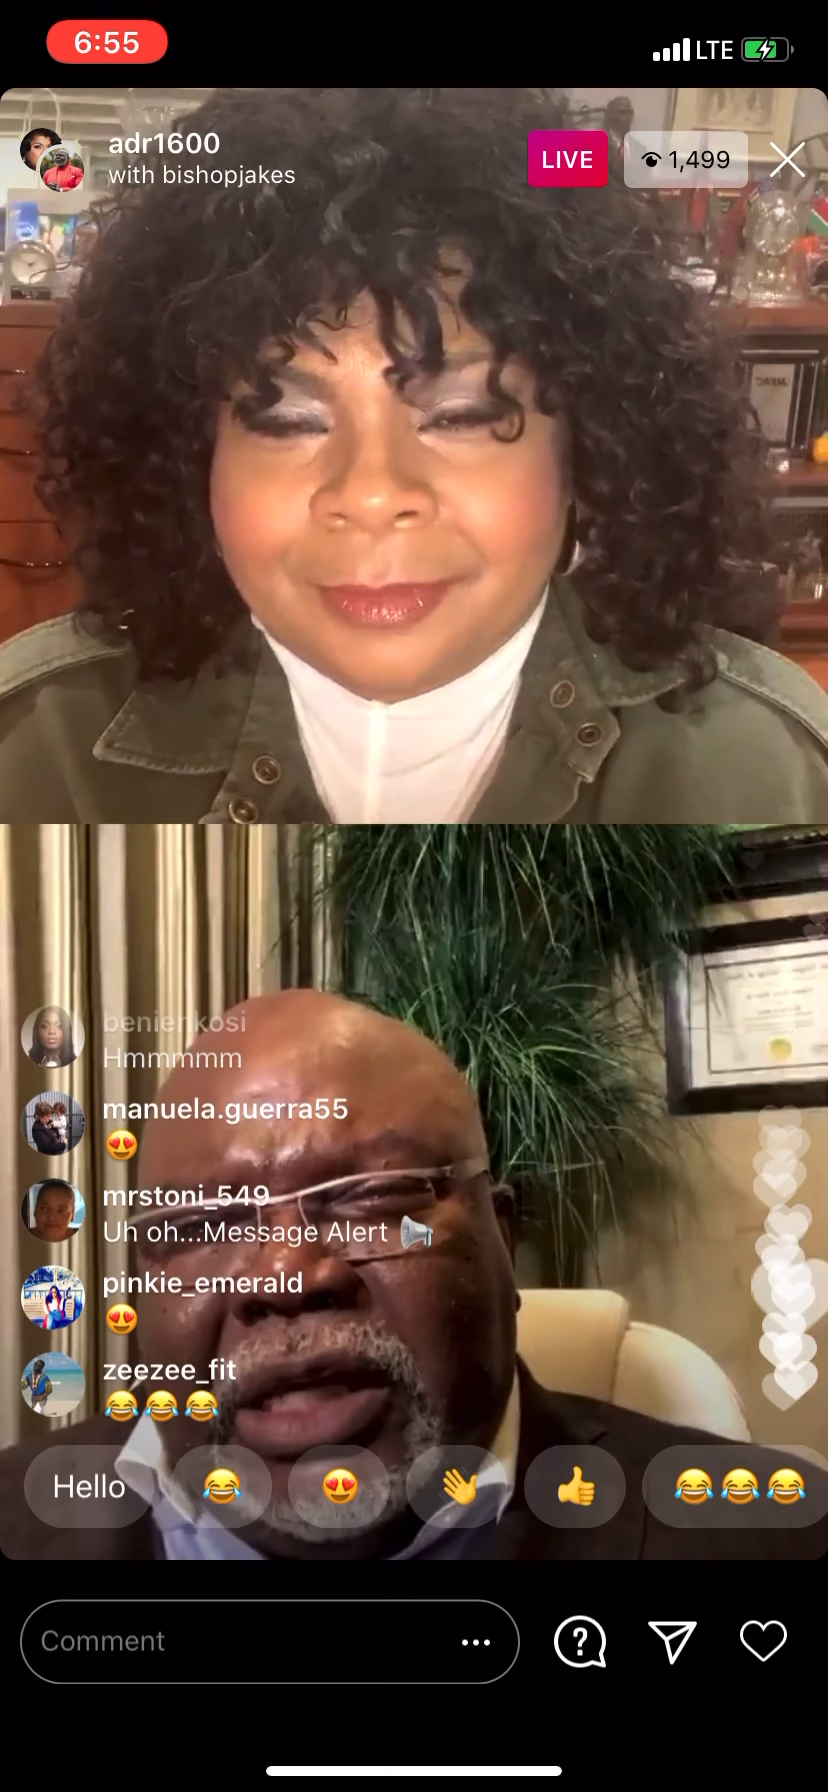 6:55
LTE
adr1600
with bishopjakes
LIVE
1,499
benienkosi
Hmmmmm
manuela.guerra55
😍
mrstoni_549
Uh oh...Message Alert 📢
pinkie_emerald
😍
zeezee_fit
😂😂😂
Hello 😂 😍 👋 👍 😂😂😂
Comment